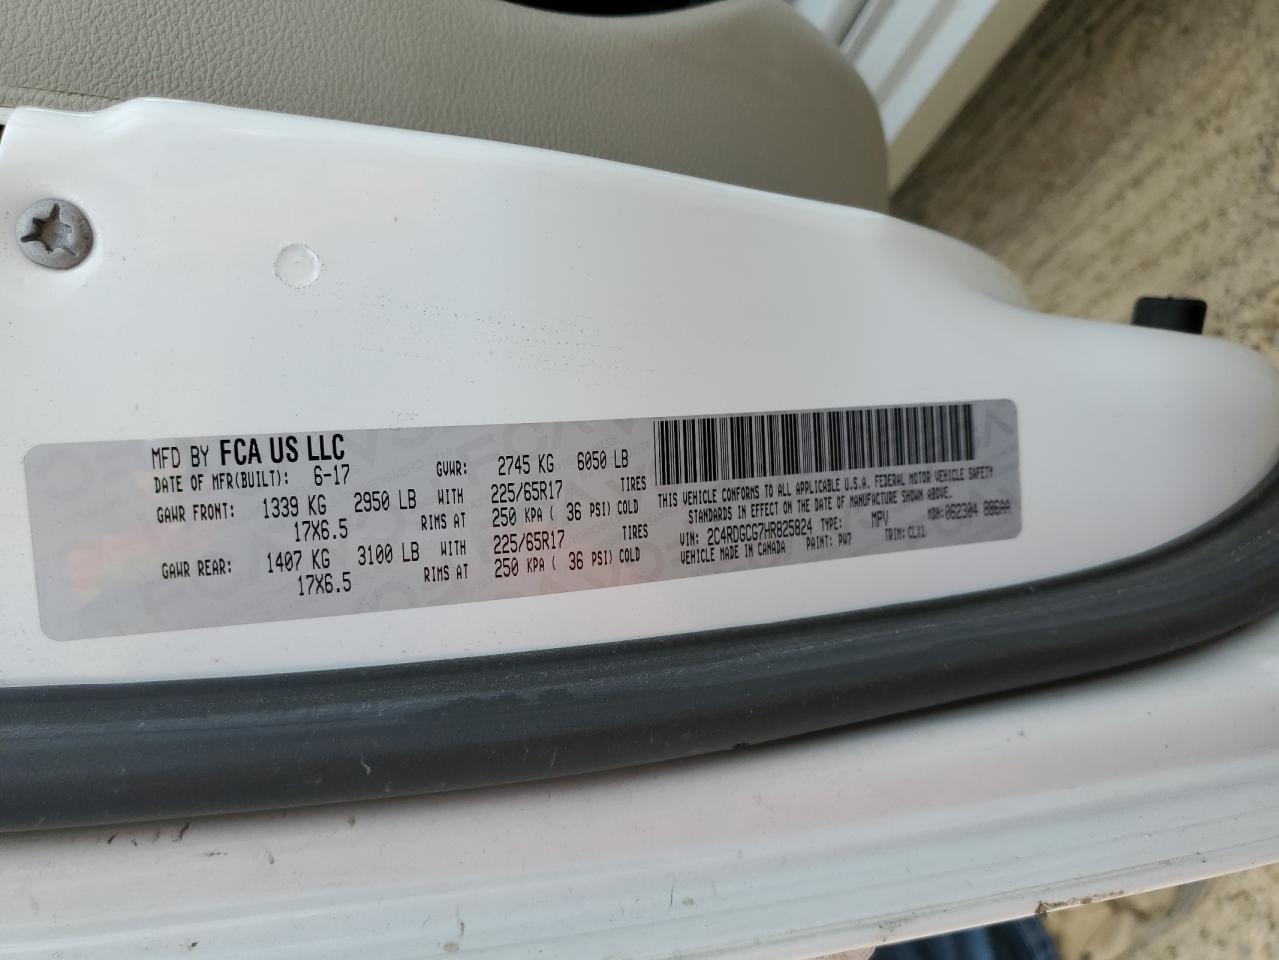 MFD BY FCA US LLC
DATE OF MFR(BUILT): 6-17 GVWR: 2745 KG 6050 LB
GAWR FRONT: 1339 KG 2950 LB WITH 225/65R17 TIRES
17X6.5 RIMS AT 250 KPA ( 36 PSI) COLD
GAWR REAR: 1407 KG 3100 LB WITH 225/65R17 TIRES
17X6.5 RIMS AT 250 KPA ( 36 PSI) COLD
THIS VEHICLE CONFORMS TO ALL APPLICABLE U.S.A. FEDERAL MOTOR VEHICLE SAFETY
STANDARDS IN EFFECT ON THE DATE OF MANUFACTURE SHOWN ABOVE.
VIN: 2C4RDGCG7HR825824 TYPE: MPV MDH: 062304 886AA
VEHICLE MADE IN CANADA PAINT: PW7 TRIM: CLX1